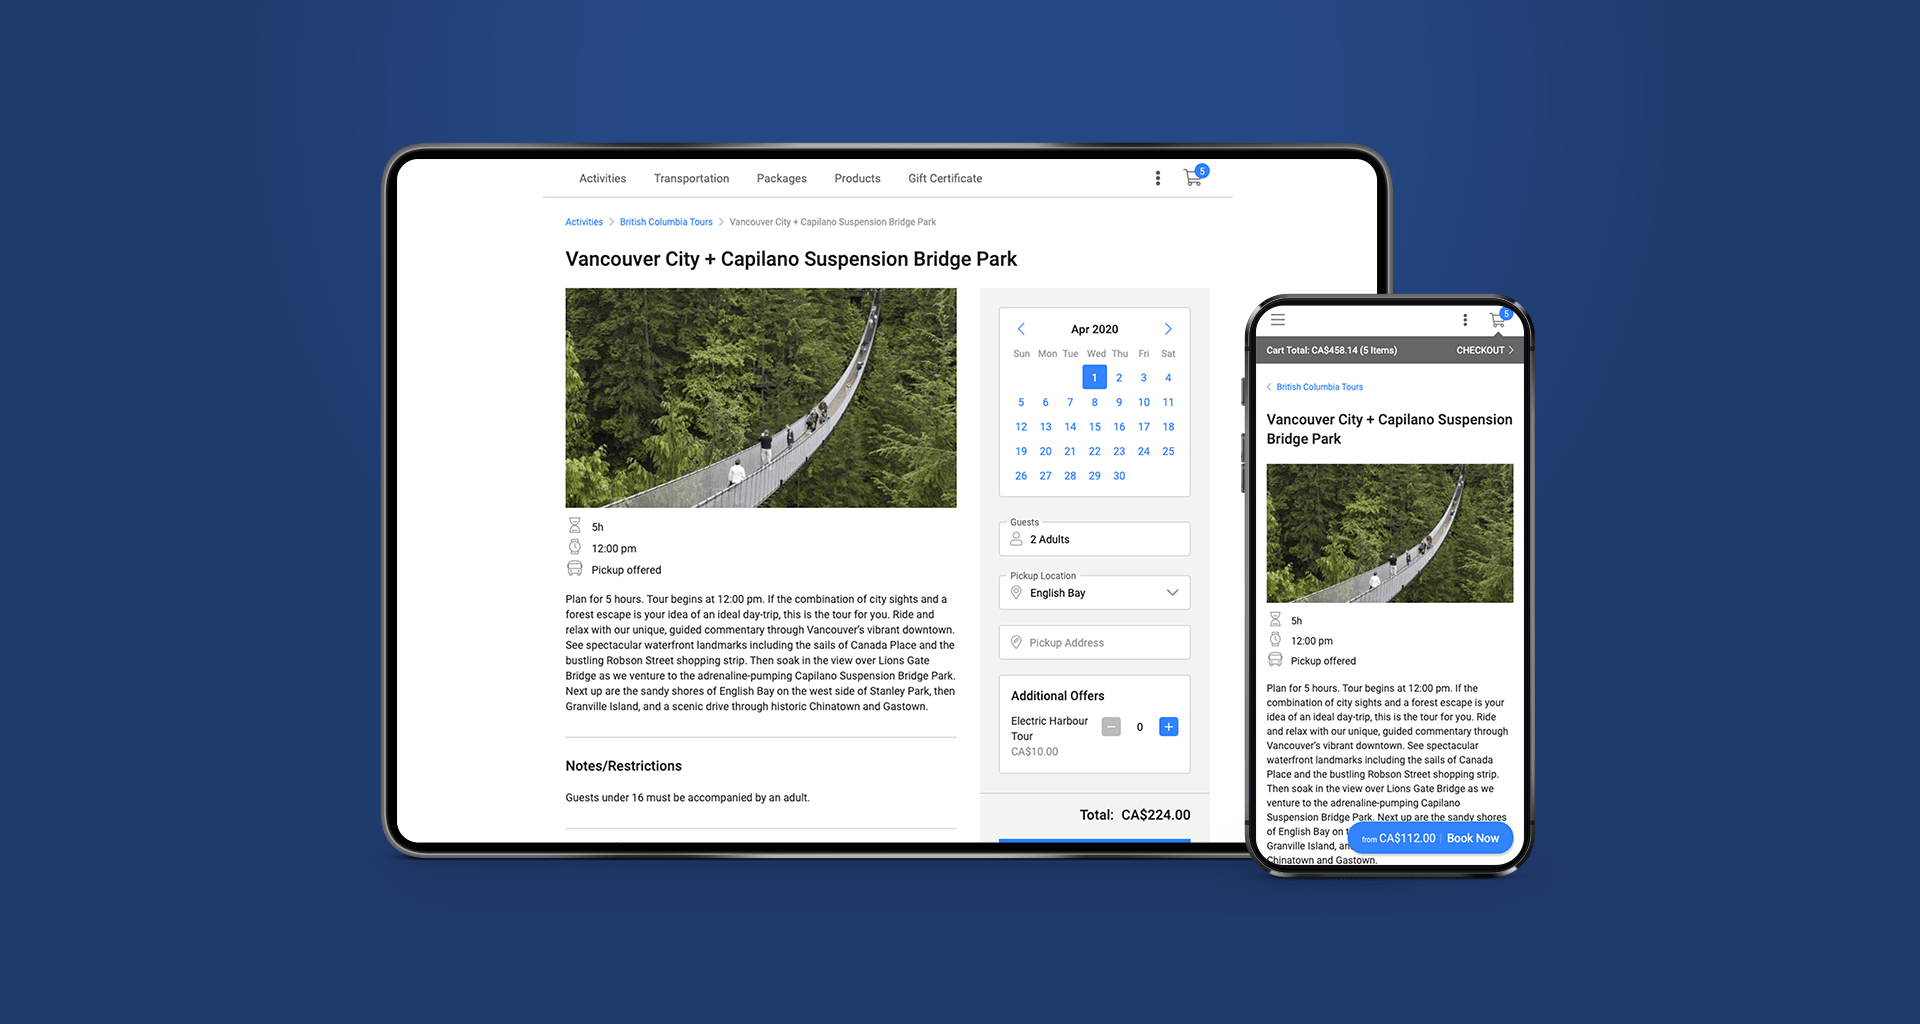 Activities Transportation Packages Products Gift Certificate 5
Activities > British Columbia Tours > Vancouver City + Capilano Suspension Bridge Park
Vancouver City + Capilano Suspension Bridge Park
5h
12:00 pm
Pickup offered
Plan for 5 hours. Tour begins at 12:00 pm. If the combination of city sights and a
forest escape is your idea of an ideal day-trip, this is the tour for you. Ride and
relax with our unique, guided commentary through Vancouver's vibrant downtown.
See spectacular waterfront landmarks including the sails of Canada Place and the
bustling Robson Street shopping strip. Then soak in the view over Lions Gate
Bridge as we venture to the adrenaline-pumping Capilano Suspension Bridge Park.
Next up are the sandy shores of English Bay on the west side of Stanley Park, then
Granville Island, and a scenic drive through historic Chinatown and Gastown.
Notes/Restrictions
Guests under 16 must be accompanied by an adult.
Apr 2020
Sun Mon Tue Wed Thu Fri Sat
1 2 3 4
5 6 7 8 9 10 11
12 13 14 15 16 17 18
19 20 21 22 23 24 25
26 27 28 29 30
Guests
2 Adults
Pickup Location
English Bay
Pickup Address
Additional Offers
Electric Harbour
Tour
CA$10.00
− 0 +
Total: CA$224.00
5
Cart Total: CA$458.14 (5 Items) CHECKOUT >
< British Columbia Tours
Vancouver City + Capilano Suspension
Bridge Park
5h
12:00 pm
Pickup offered
Plan for 5 hours. Tour begins at 12:00 pm. If the
combination of city sights and a forest escape is your
idea of an ideal day-trip, this is the tour for you. Ride
and relax with our unique, guided commentary through
Vancouver's vibrant downtown. See spectacular
waterfront landmarks including the sails of Canada
Place and the bustling Robson Street shopping strip.
Then soak in the view over Lions Gate Bridge as we
venture to the adrenaline-pumping Capilano
Suspension Bridge Park. Next up are the sandy shores
of English Bay on
Granville Island,
Chinatown and Gastown.
from CA$112.00 | Book Now